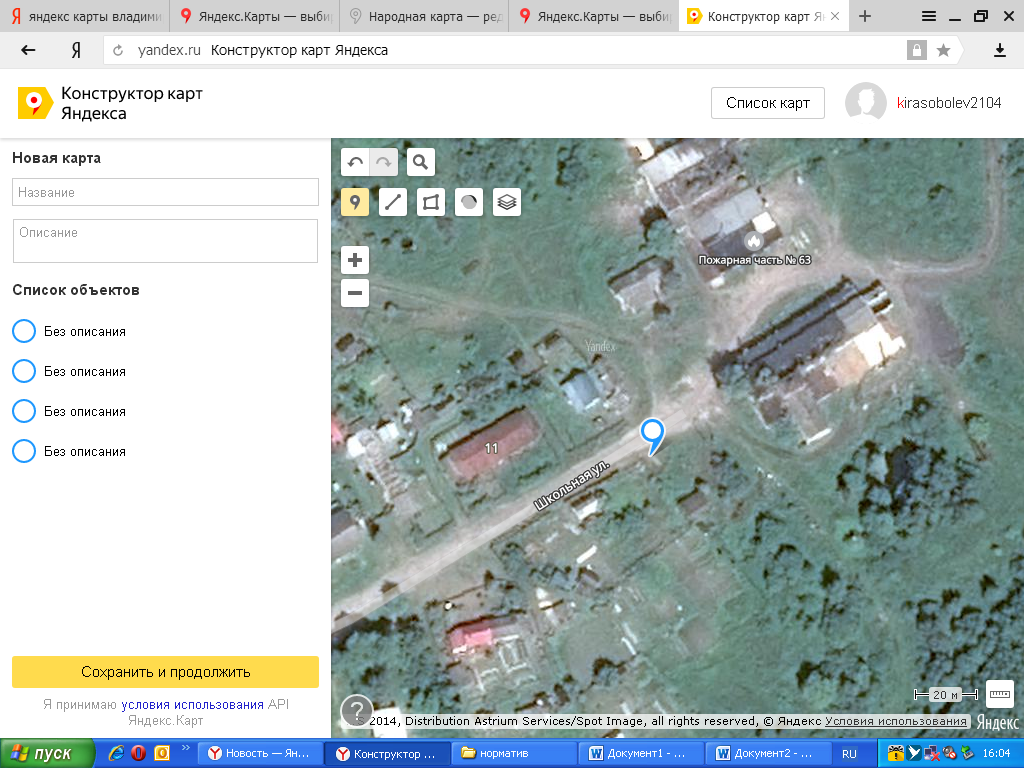 яндекс карты владими
Яндекс.Карты — выби
Народная карта — ре
Яндекс.Карты — выби
Конструктор карт Я
yandex.ru Конструктор карт Яндекса
Конструктор карт
Яндекса
Список карт
kirasobolev2104
Новая карта
Название
Описание
Список объектов
Без описания
Без описания
Без описания
Без описания
Сохранить и продолжить
Я принимаю условия использования API
Яндекс.Карт
Пожарная часть № 63
Yandex
11
Школьная ул.
20 м
?
2014, Distribution Astrium Services/Spot Image, all rights reserved, © Яндекс Условия использования
Яндекс
пуск
Новость — Ян...
Конструктор ...
норматив
Документ1 - ...
Документ2 - ...
RU
16:04